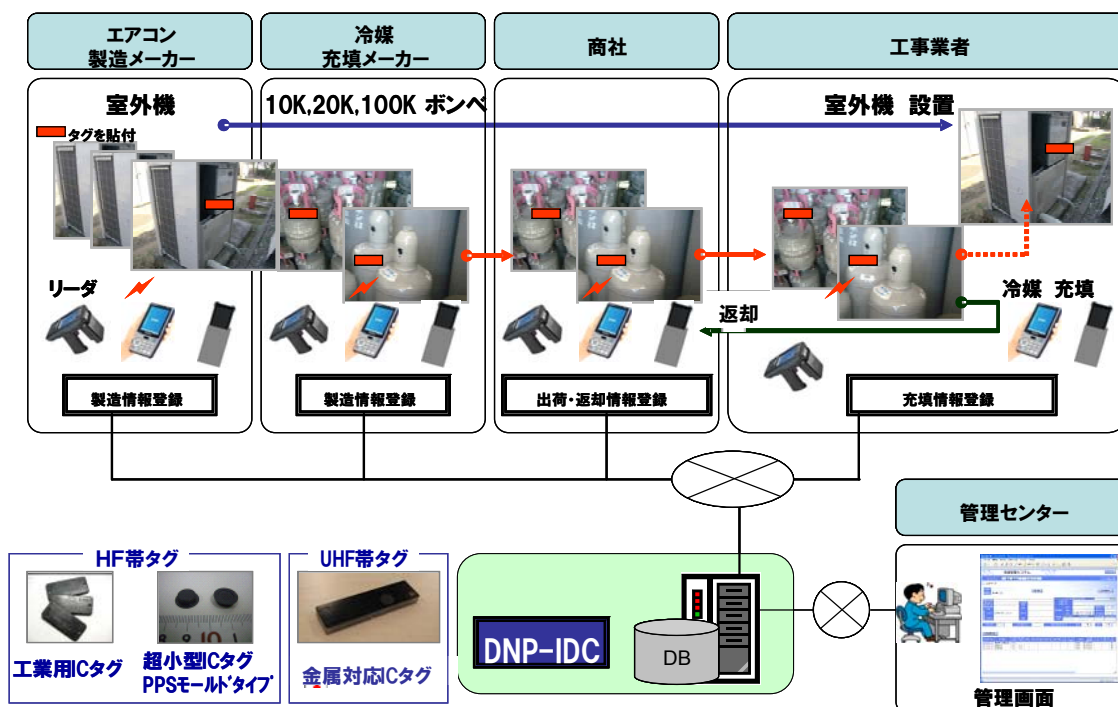 エアコン
製造メーカー
冷媒
充填メーカー
商社
工事業者
室外機
タグを貼付
10K,20K,100K ボンベ
室外機 設置
リーダ
返却
冷媒 充填
製造情報登録
製造情報登録
出荷・返却情報登録
充填情報登録
管理センター
HF帯タグ
工業用ICタグ
超小型ICタグ
PPSモールドタイプ
UHF帯タグ
金属対応ICタグ
DNP-IDC
DB
管理画面